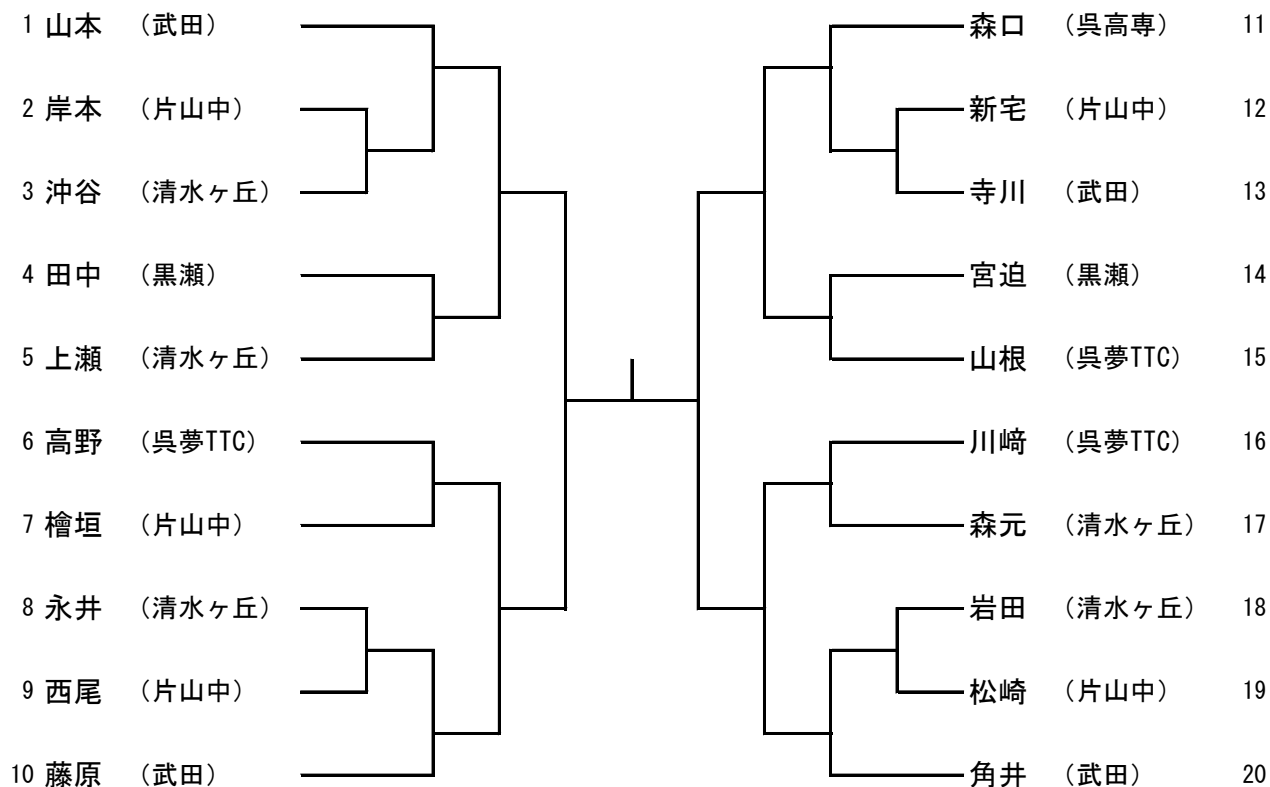 1 山本 （武田）
2 岸本 （片山中）
3 沖谷 （清水ヶ丘）
4 田中 （黒瀬）
5 上瀬 （清水ヶ丘）
6 高野 （呉夢TTC）
7 檜垣 （片山中）
8 永井 （清水ヶ丘）
9 西尾 （片山中）
10 藤原 （武田）
森口 （呉高専） 11
新宅 （片山中） 12
寺川 （武田） 13
宮迫 （黒瀬） 14
山根 （呉夢TTC） 15
川﨑 （呉夢TTC） 16
森元 （清水ヶ丘） 17
岩田 （清水ヶ丘） 18
松崎 （片山中） 19
角井 （武田） 20